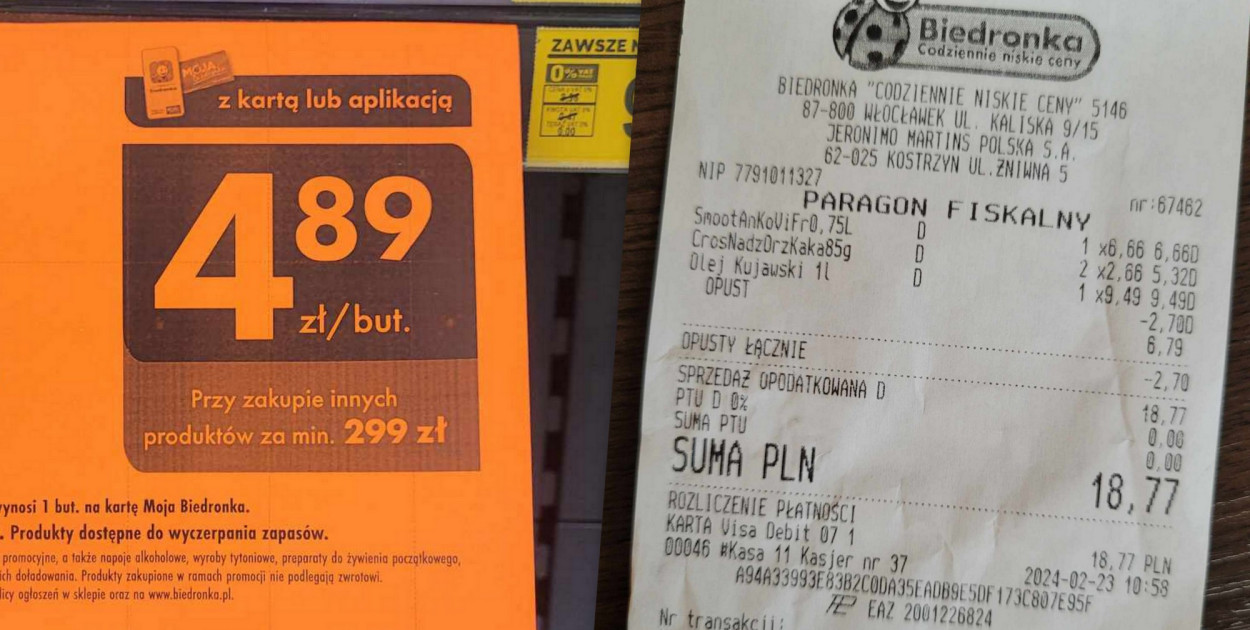 MOJA
z kartą lub aplikacją
4 89
zł/but.
Przy zakupie innych
produktów za min. 299 zł
wynosi 1 but. na kartę Moja Biedronka.
. Produkty dostępne do wyczerpania zapasów.
promocyjne, a także napoje alkoholowe, wyroby tytoniowe, preparaty do żywienia początkowego,
ich doładowania. Produkty zakupione w ramach promocji nie podlegają zwrotowi.
licy ogłoszeń w sklepie oraz na www.biedronka.pl.
ZAWSZE N
0% VAT
0.00
Biedronka
Codziennie niskie ceny
BIEDRONKA "CODZIENNIE NISKIE CENY" 5146
87-800 WŁOCŁAWEK UL. KALISKA 9/15
JERONIMO MARTINS POLSKA S.A.
62-025 KOSTRZYN UL.ŻNIWNA 5
NIP 7791011327 nr:67462
PARAGON FISKALNY
SmootAnKoViFr0,75L D 1 x6,66 6,66D
CrosNadzOrzKaka85g D 2 x2,66 5,32D
Olej Kujawski 1l D 1 x9,49 9,49D
OPUST -2,70D
6,79
OPUSTY ŁĄCZNIE -2,70
SPRZEDAŻ OPODATKOWANA D 18,77
PTU D 0% 0,00
SUMA PTU 0,00
SUMA PLN 18,77
ROZLICZENIE PŁATNOŚCI
KARTA Visa Debit 07 1 18,77 PLN
00046 #Kasa 11 Kasjer nr 37 2024-02-23 10:58
A94A33993E83B2C0DA35EADB9E5DF173C807E95F
EAZ 2001226824
Nr transakcji: